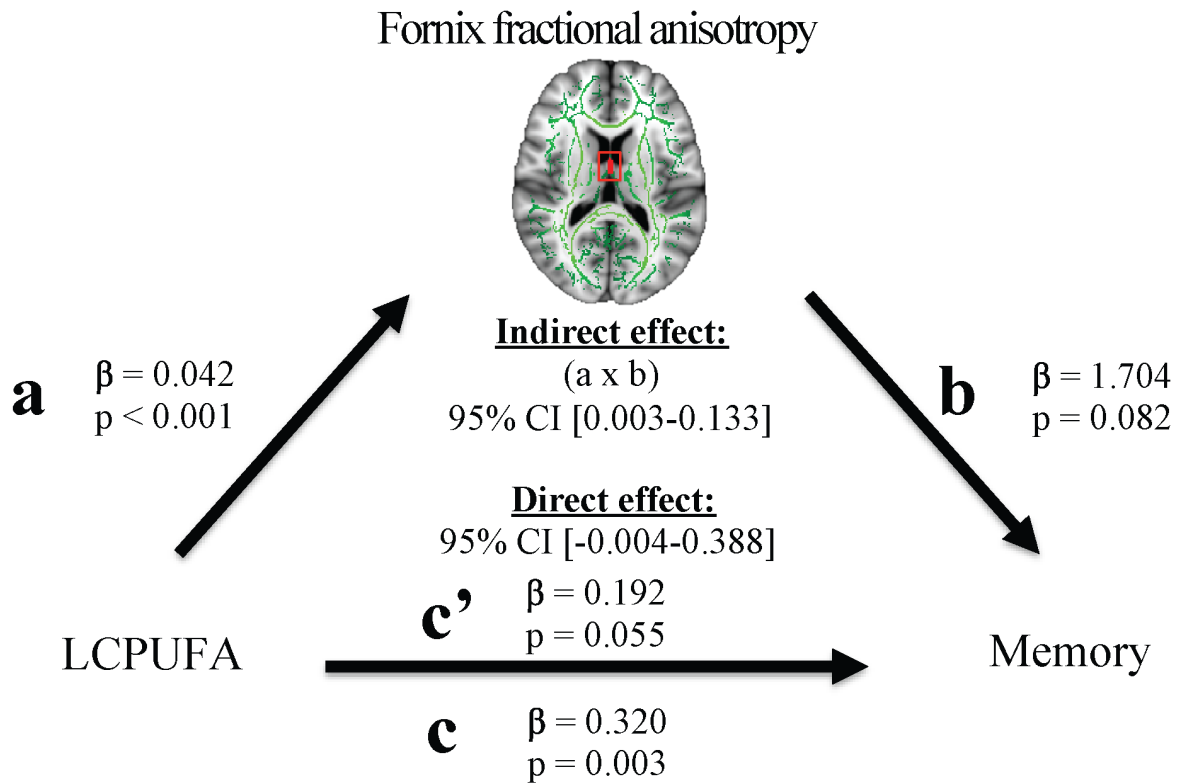 Fornix fractional anisotropy
Indirect effect:
(a x b)
95% CI [0.003-0.133]
a
β = 0.042
p < 0.001
b
β = 1.704
p = 0.082
Direct effect:
95% CI [-0.004-0.388]
c’
β = 0.192
p = 0.055
LCPUFA
Memory
c
β = 0.320
p = 0.003